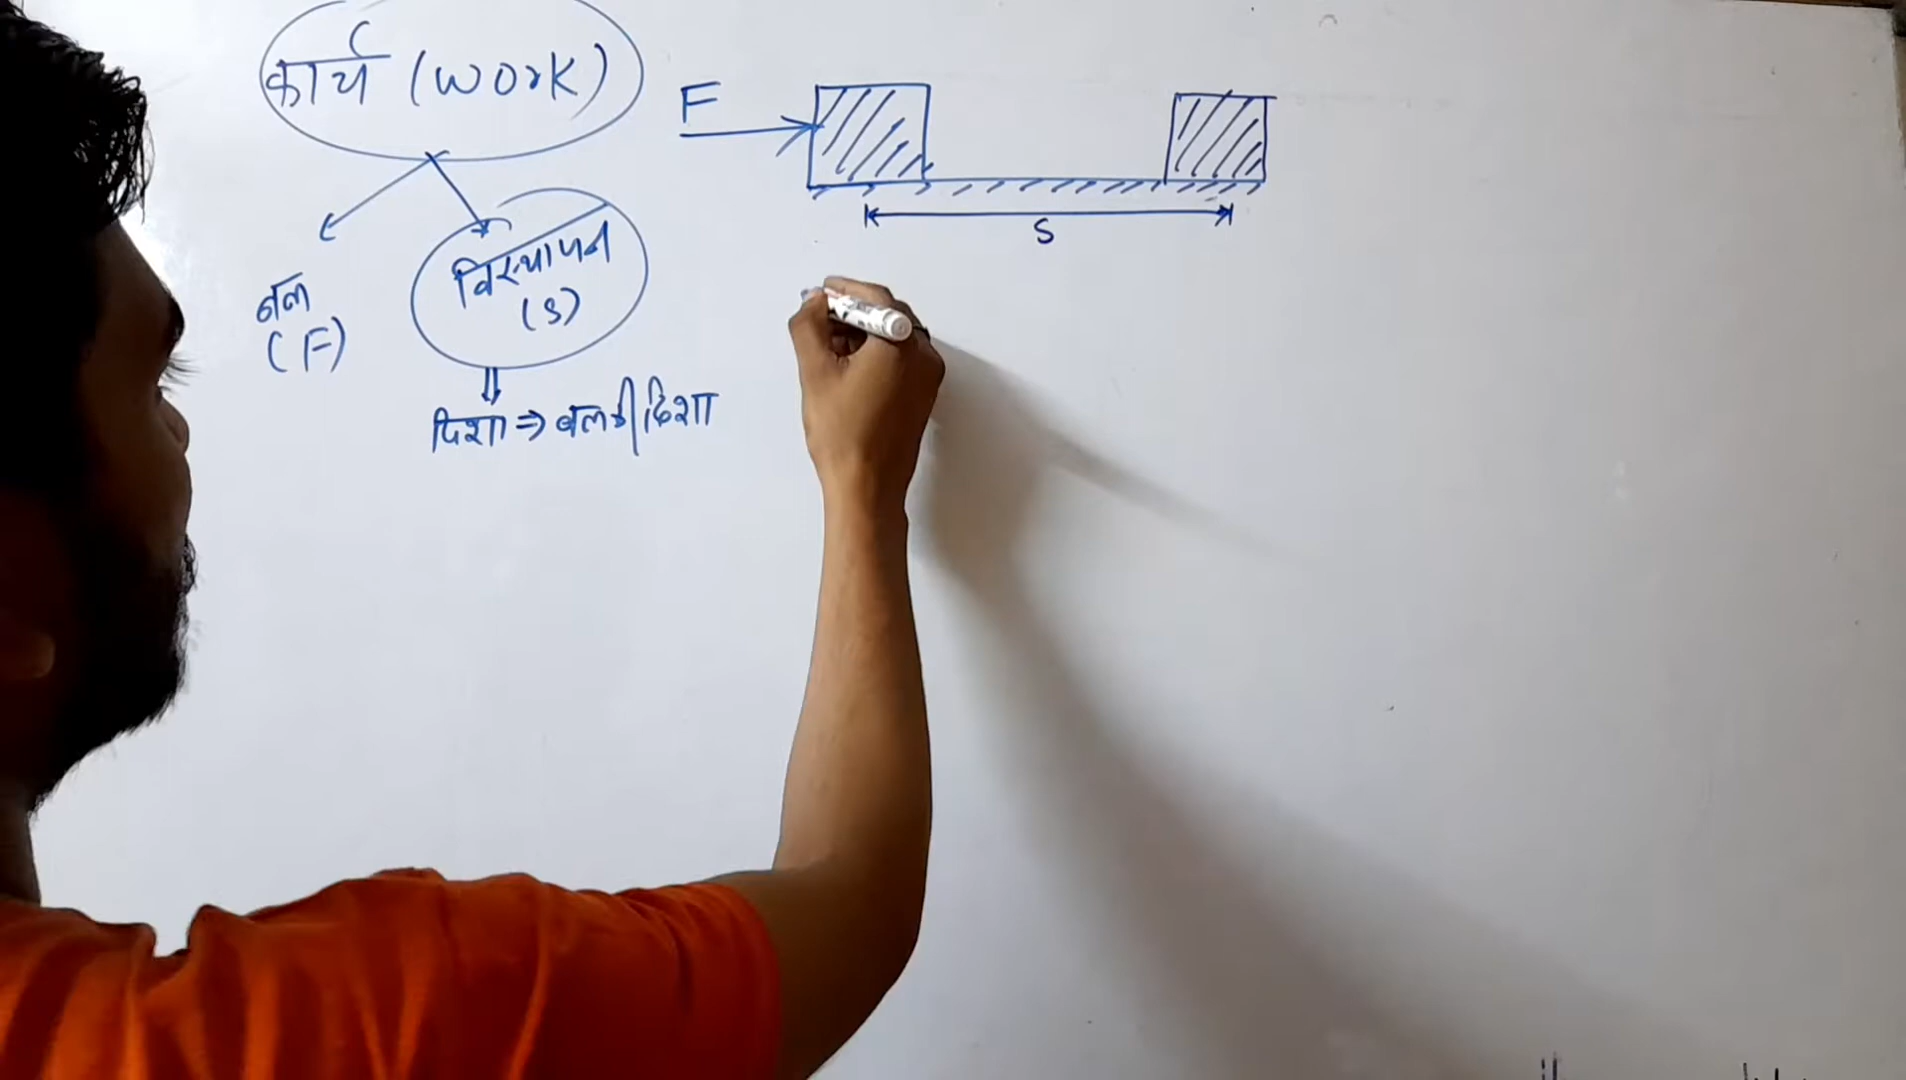 कार्य (work)
F
S
बल
(F)
विस्थापन
(s)
दिशा ⇒ बल की दिशा